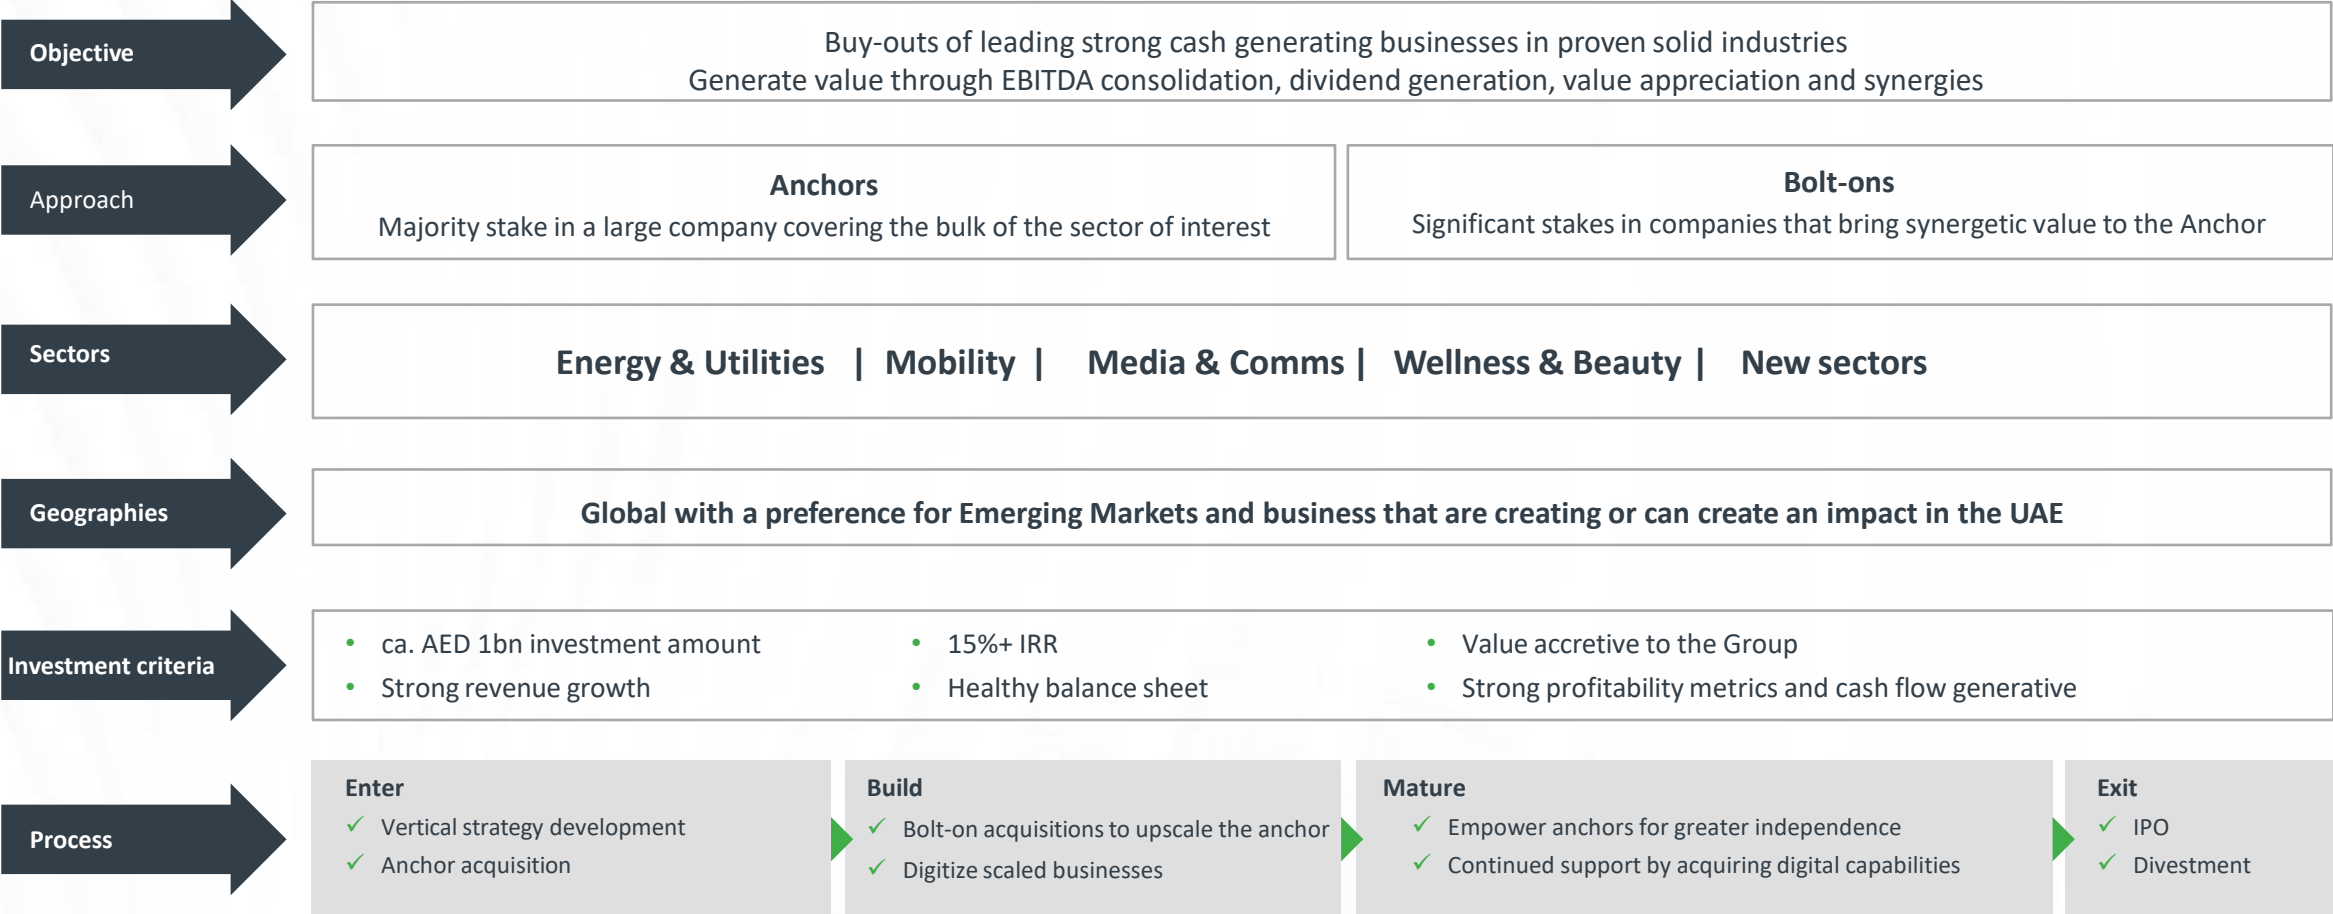 Objective
Buy-outs of leading strong cash generating businesses in proven solid industries
Generate value through EBITDA consolidation, dividend generation, value appreciation and synergies
Approach
Anchors
Majority stake in a large company covering the bulk of the sector of interest
Bolt-ons
Significant stakes in companies that bring synergetic value to the Anchor
Sectors
Energy & Utilities | Mobility | Media & Comms | Wellness & Beauty | New sectors
Geographies
Global with a preference for Emerging Markets and business that are creating or can create an impact in the UAE
Investment criteria
• ca. AED 1bn investment amount
• Strong revenue growth
• 15%+ IRR
• Healthy balance sheet
• Value accretive to the Group
• Strong profitability metrics and cash flow generative
Process
Enter
✓ Vertical strategy development
✓ Anchor acquisition
Build
✓ Bolt-on acquisitions to upscale the anchor
✓ Digitize scaled businesses
Mature
✓ Empower anchors for greater independence
✓ Continued support by acquiring digital capabilities
Exit
✓ IPO
✓ Divestment